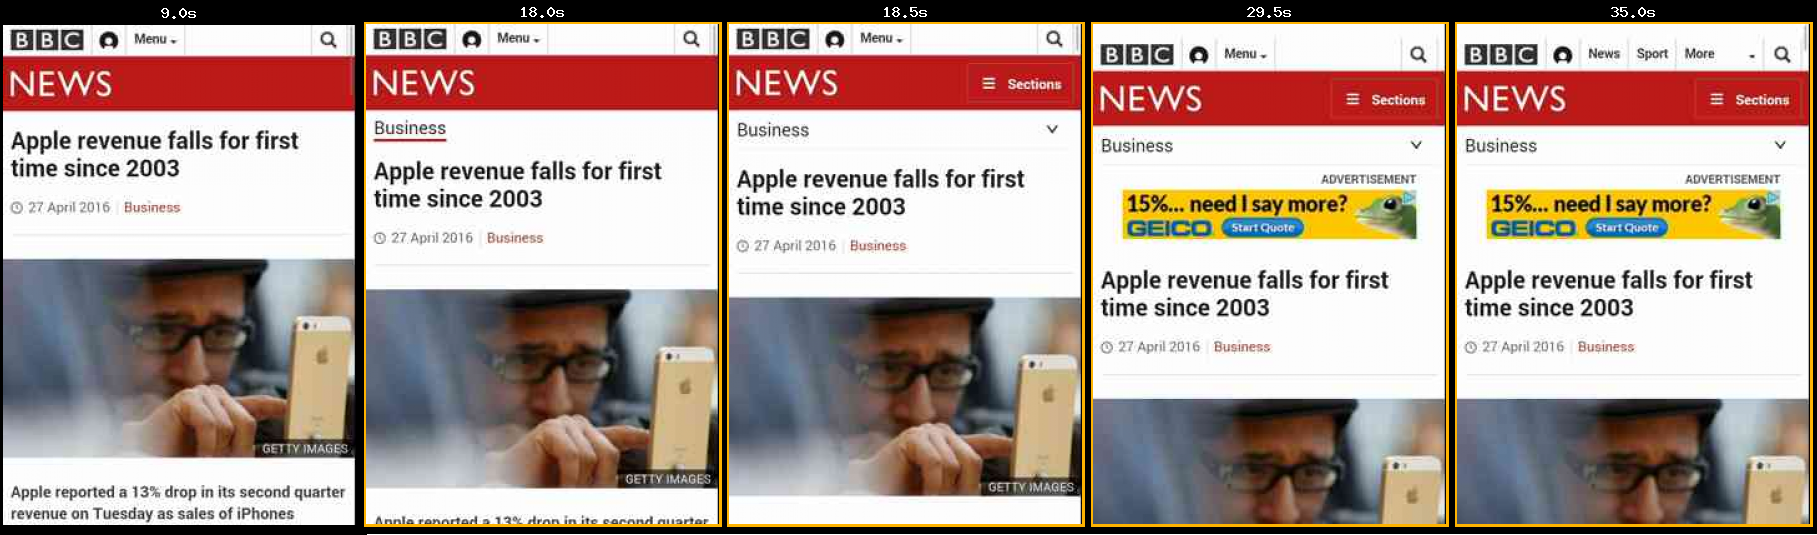 9.0s
BBC Menu
NEWS
Apple revenue falls for first
time since 2003
27 April 2016 Business
GETTY IMAGES
Apple reported a 13% drop in its second quarter
revenue on Tuesday as sales of iPhones
18.0s
BBC Menu
NEWS
Business
Apple revenue falls for first
time since 2003
27 April 2016 Business
GETTY IMAGES
Apple reported a 13% drop in its second quarter
18.5s
BBC Menu
NEWS Sections
Business
Apple revenue falls for first
time since 2003
27 April 2016 Business
GETTY IMAGES
29.5s
BBC Menu
NEWS Sections
Business
ADVERTISEMENT
15%... need I say more?
GEICO Start Quote
Apple revenue falls for first
time since 2003
27 April 2016 Business
35.0s
BBC News Sport More
NEWS Sections
Business
ADVERTISEMENT
15%... need I say more?
GEICO Start Quote
Apple revenue falls for first
time since 2003
27 April 2016 Business